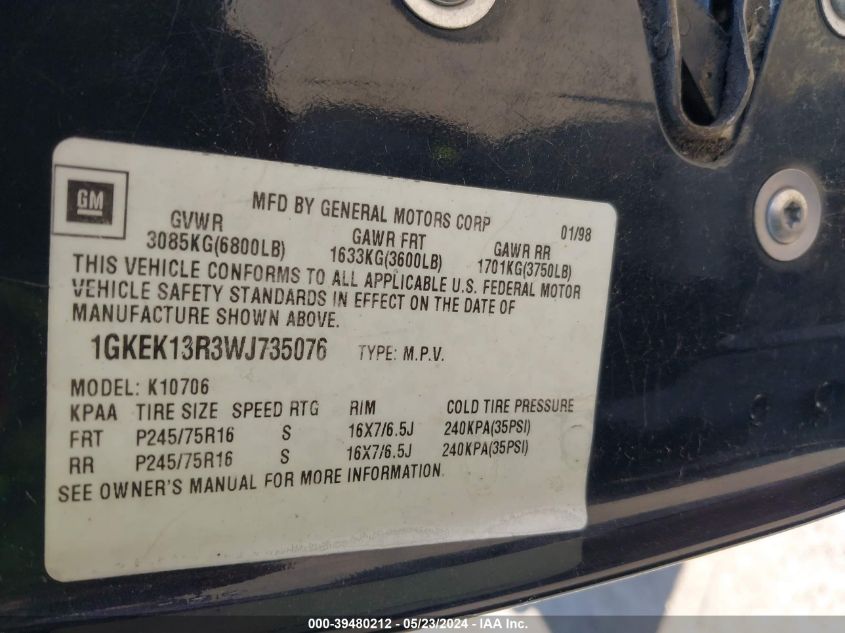 GM
MFD BY GENERAL MOTORS CORP 01/98
GVWR GAWR FRT GAWR RR
3085KG(6800LB) 1633KG(3600LB) 1701KG(3750LB)
THIS VEHICLE CONFORMS TO ALL APPLICABLE U.S. FEDERAL MOTOR
VEHICLE SAFETY STANDARDS IN EFFECT ON THE DATE OF
MANUFACTURE SHOWN ABOVE.
1GKEK13R3WJ735076 TYPE: M.P.V.
MODEL: K10706
KPAA TIRE SIZE SPEED RTG RIM COLD TIRE PRESSURE
FRT P245/75R16 S 16X7/6.5J 240KPA(35PSI)
RR P245/75R16 S 16X7/6.5J 240KPA(35PSI)
SEE OWNER'S MANUAL FOR MORE INFORMATION.
000-39480212 - 05/23/2024 - IAA Inc.